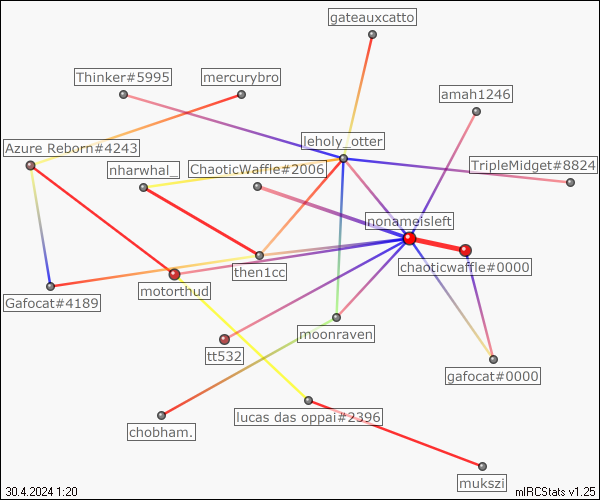 gateauxcatto
Thinker#5995
mercurybro
amah1246
leholy_otter
Azure Reborn#4243
nharwhal_
ChaoticWaffle#2006
TripleMidget#8824
nonameisleft
then1cc
chaoticwaffle#0000
motorthud
Gafocat#4189
moonraven
tt532
gafocat#0000
lucas das oppai#2396
chobham.
mukszi
30.4.2024 1:20
mIRCStats v1.25